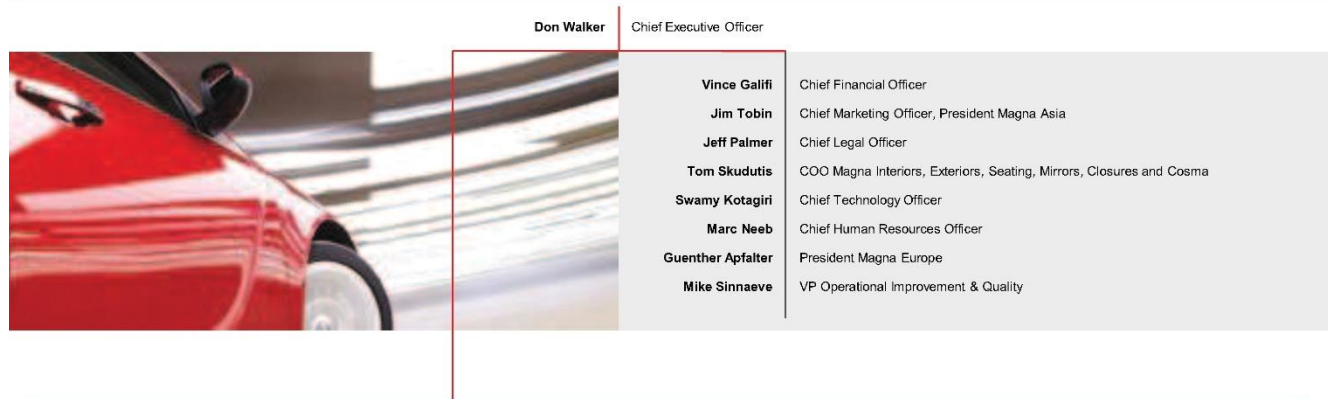 Don Walker Chief Executive Officer
Vince Galifi Chief Financial Officer
Jim Tobin Chief Marketing Officer, President Magna Asia
Jeff Palmer Chief Legal Officer
Tom Skudutis COO Magna Interiors, Exteriors, Seating, Mirrors, Closures and Cosma
Swamy Kotagiri Chief Technology Officer
Marc Neeb Chief Human Resources Officer
Guenther Apfalter President Magna Europe
Mike Sinnaeve VP Operational Improvement & Quality